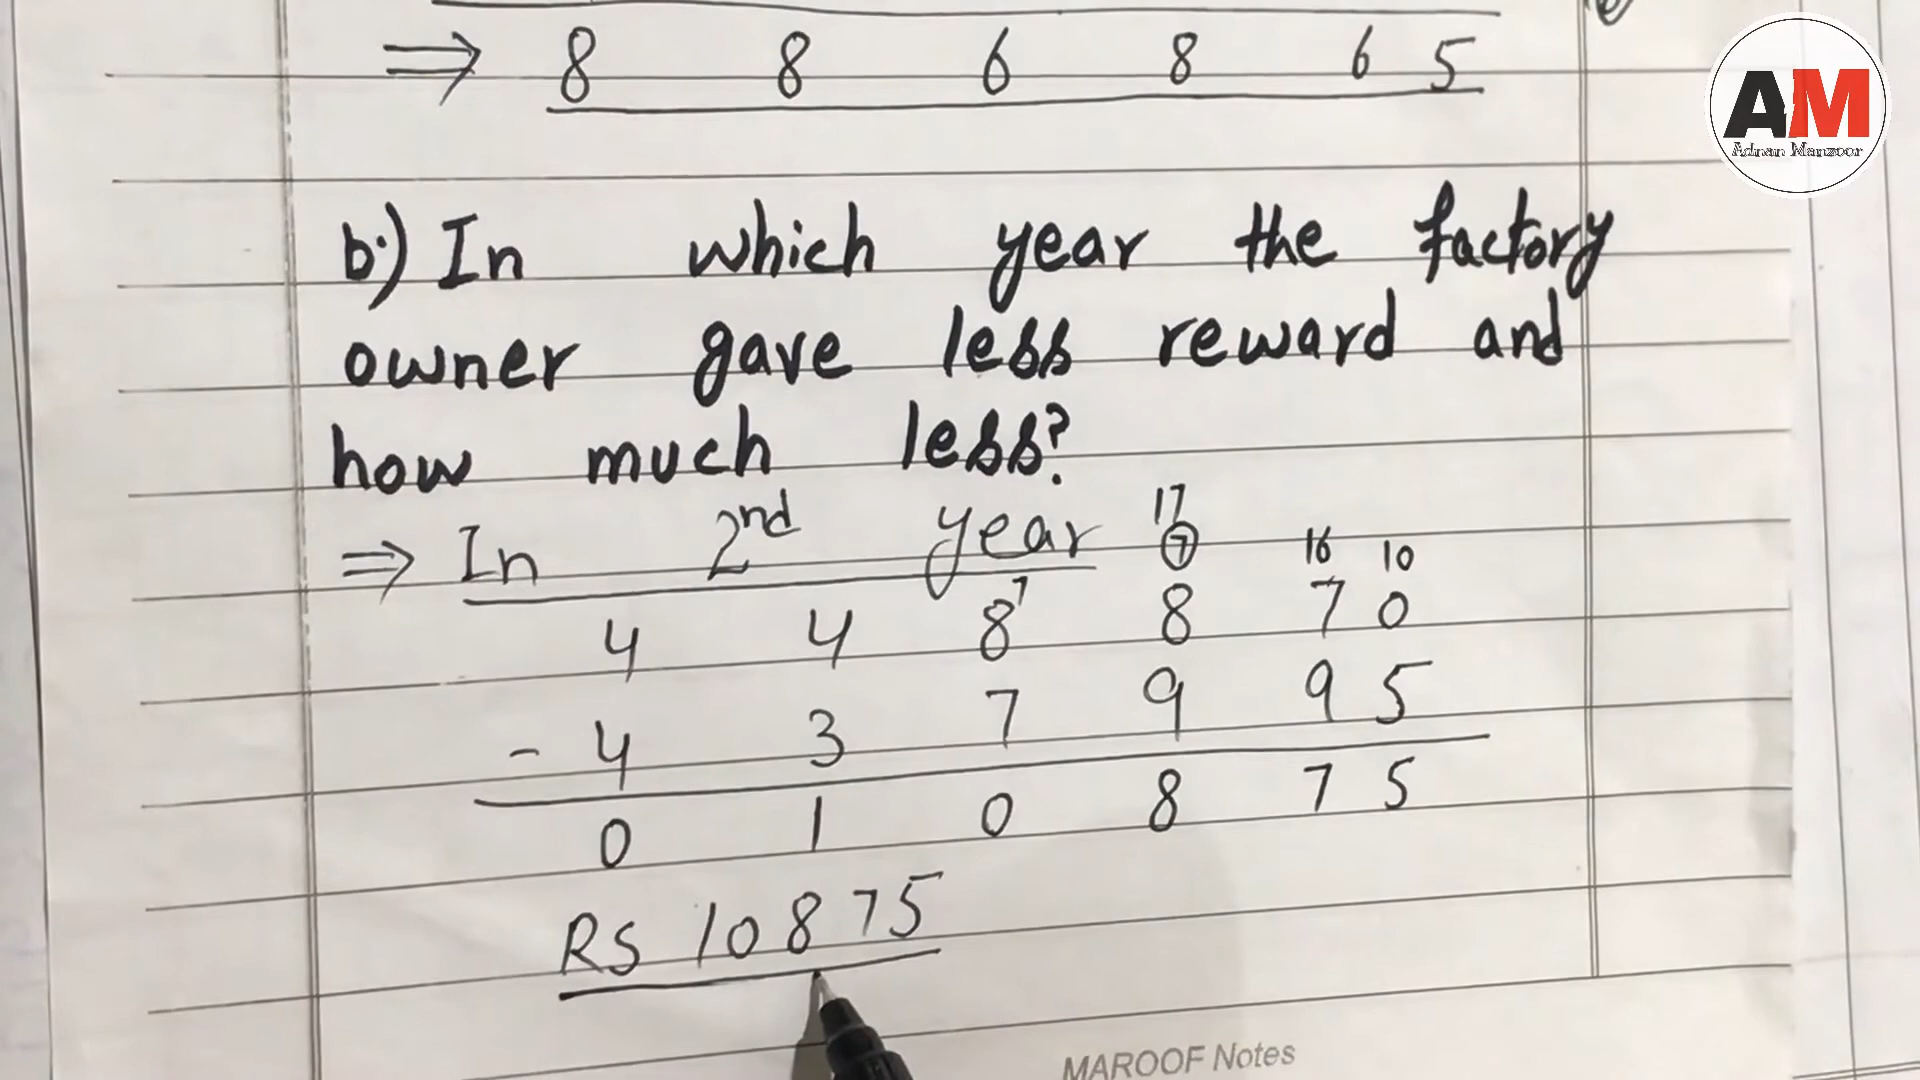 ⇒ 8 8 6 8 6 5
AM
Adnan Manzoor
b.) In which year the factory
owner gave less reward and
how much less?
⇒ In 2nd year
17
7 7 16 10
4 4 8 8 7 0
- 4 3 7 9 9 5
0 1 0 8 7 5
RS 10875
MAROOF Notes